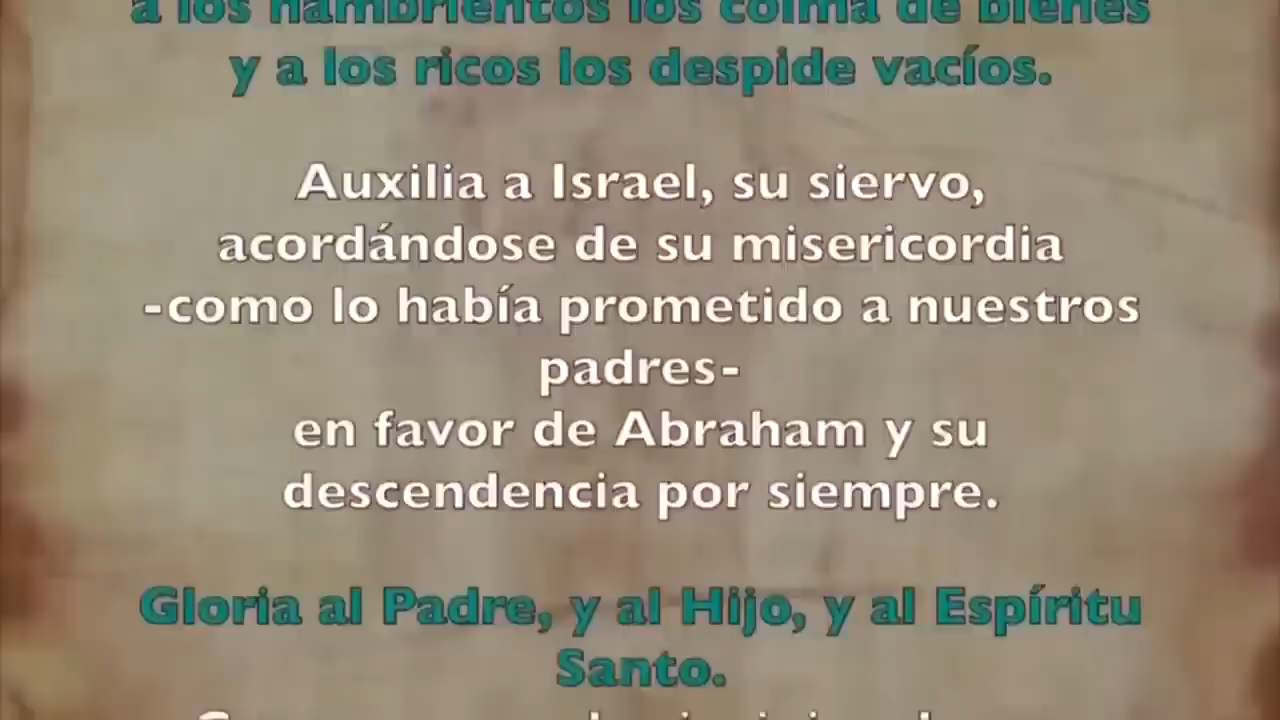 a los hambrientos los colma de bienes
y a los ricos los despide vacíos.
Auxilia a Israel, su siervo,
acordándose de su misericordia
-como lo había prometido a nuestros
padres-
en favor de Abraham y su
descendencia por siempre.
Gloria al Padre, y al Hijo, y al Espíritu
Santo.